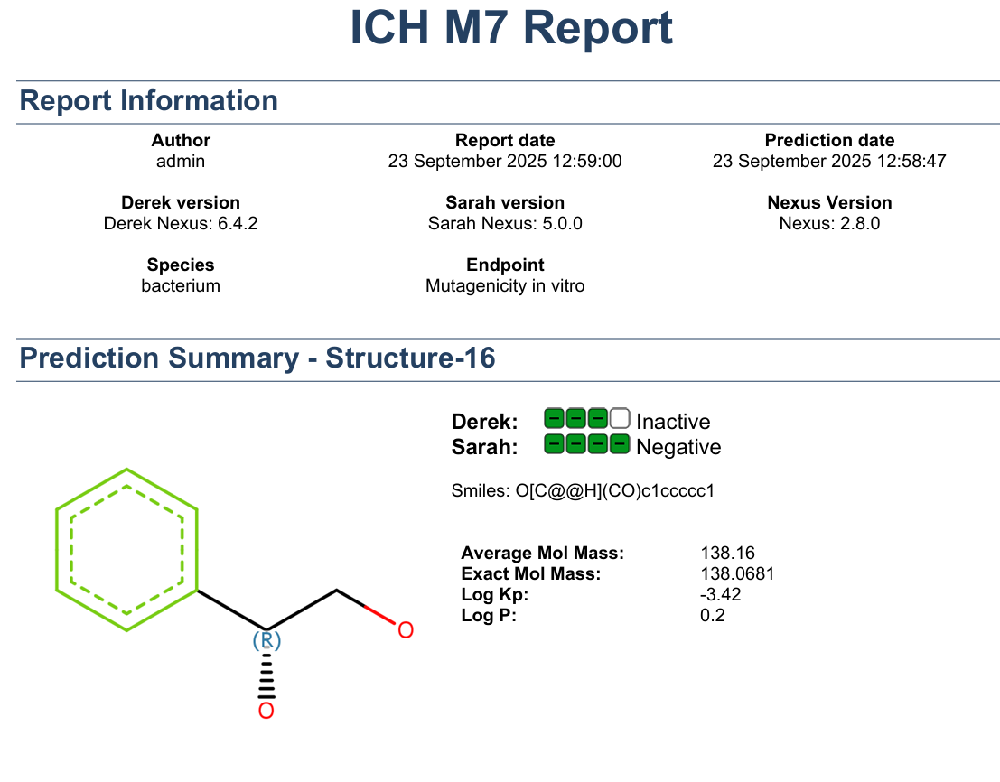 ICH M7 Report
Report Information
Author Report date Prediction date
admin 23 September 2025 12:59:00 23 September 2025 12:58:47
Derek version Sarah version Nexus Version
Derek Nexus: 6.4.2 Sarah Nexus: 5.0.0 Nexus: 2.8.0
Species Endpoint
bacterium Mutagenicity in vitro
Prediction Summary - Structure-16
Derek: − − − Inactive
Sarah: − − − − Negative
Smiles: O[C@@H](CO)c1ccccc1
Average Mol Mass: 138.16
Exact Mol Mass: 138.0681
Log Kp: -3.42
Log P: 0.2
O
(R)
O